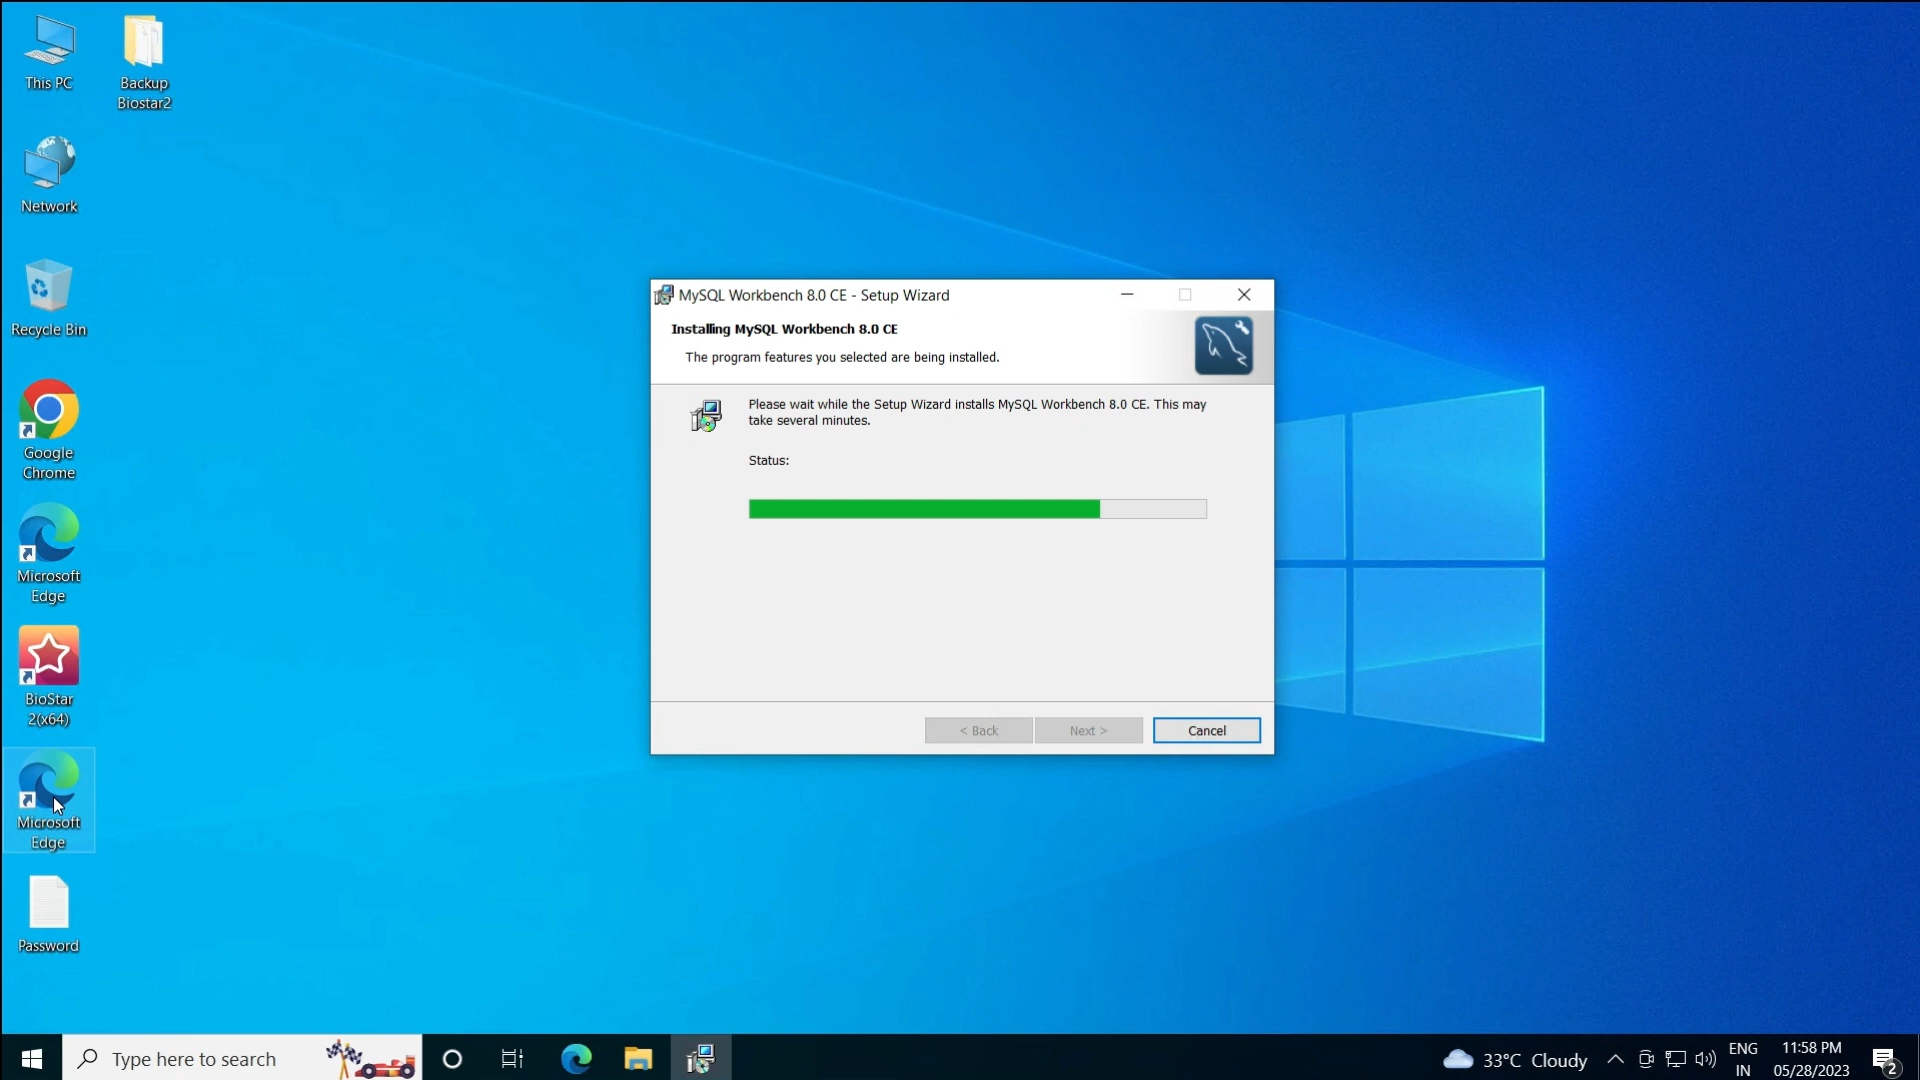 This PC
Backup
Biostar2
Network
Recycle Bin
Google
Chrome
Microsoft
Edge
BioStar
2(x64)
Microsoft
Edge
Password
MySQL Workbench 8.0 CE - Setup Wizard
Installing MySQL Workbench 8.0 CE
The program features you selected are being installed.
Please wait while the Setup Wizard installs MySQL Workbench 8.0 CE. This may
take several minutes.
Status:
< Back
Next >
Cancel
Type here to search
33°C Cloudy
ENG
IN
11:58 PM
05/28/2023
2